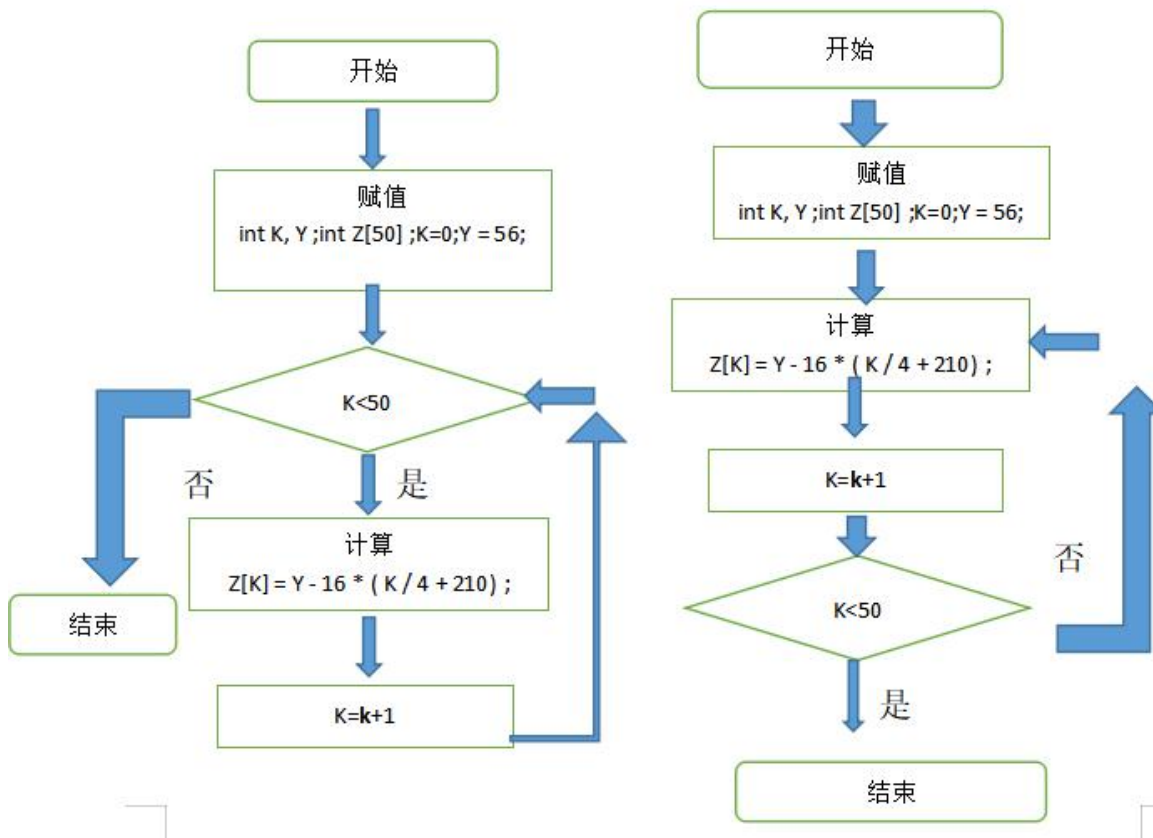 开始
赋值
int K, Y ;int Z[50] ;K=0;Y = 56;
K<50
否
是
计算
Z[K] = Y - 16 * ( K / 4 + 210) ;
结束
K=k+1
开始
赋值
int K, Y ;int Z[50] ;K=0;Y = 56;
计算
Z[K] = Y - 16 * ( K / 4 + 210) ;
K=k+1
否
K<50
是
结束